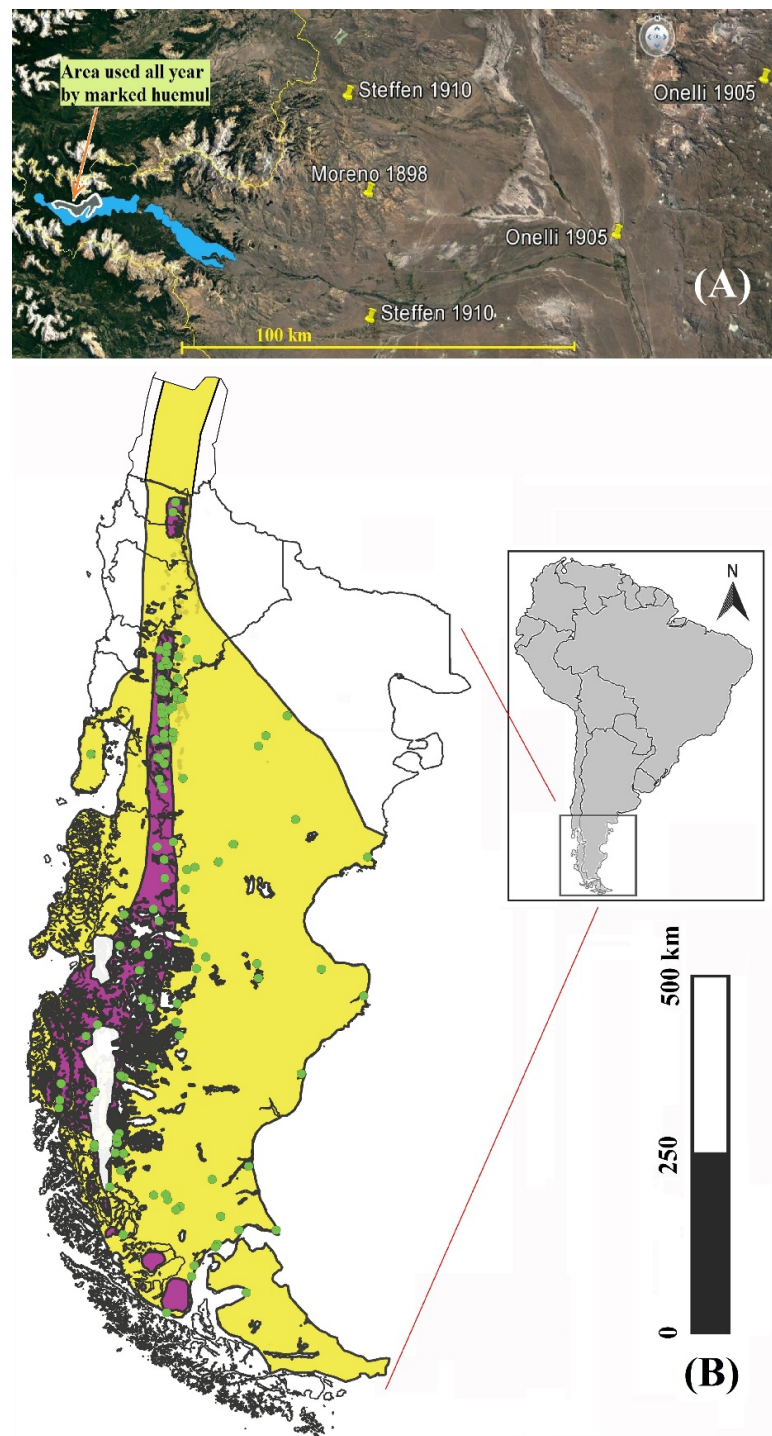 Area used all year
by marked huemul
Steffen 1910
Onelli 1905
Moreno 1898
Onelli 1905
(A)
Steffen 1910
100 km
N
500 km
250
0
(B)